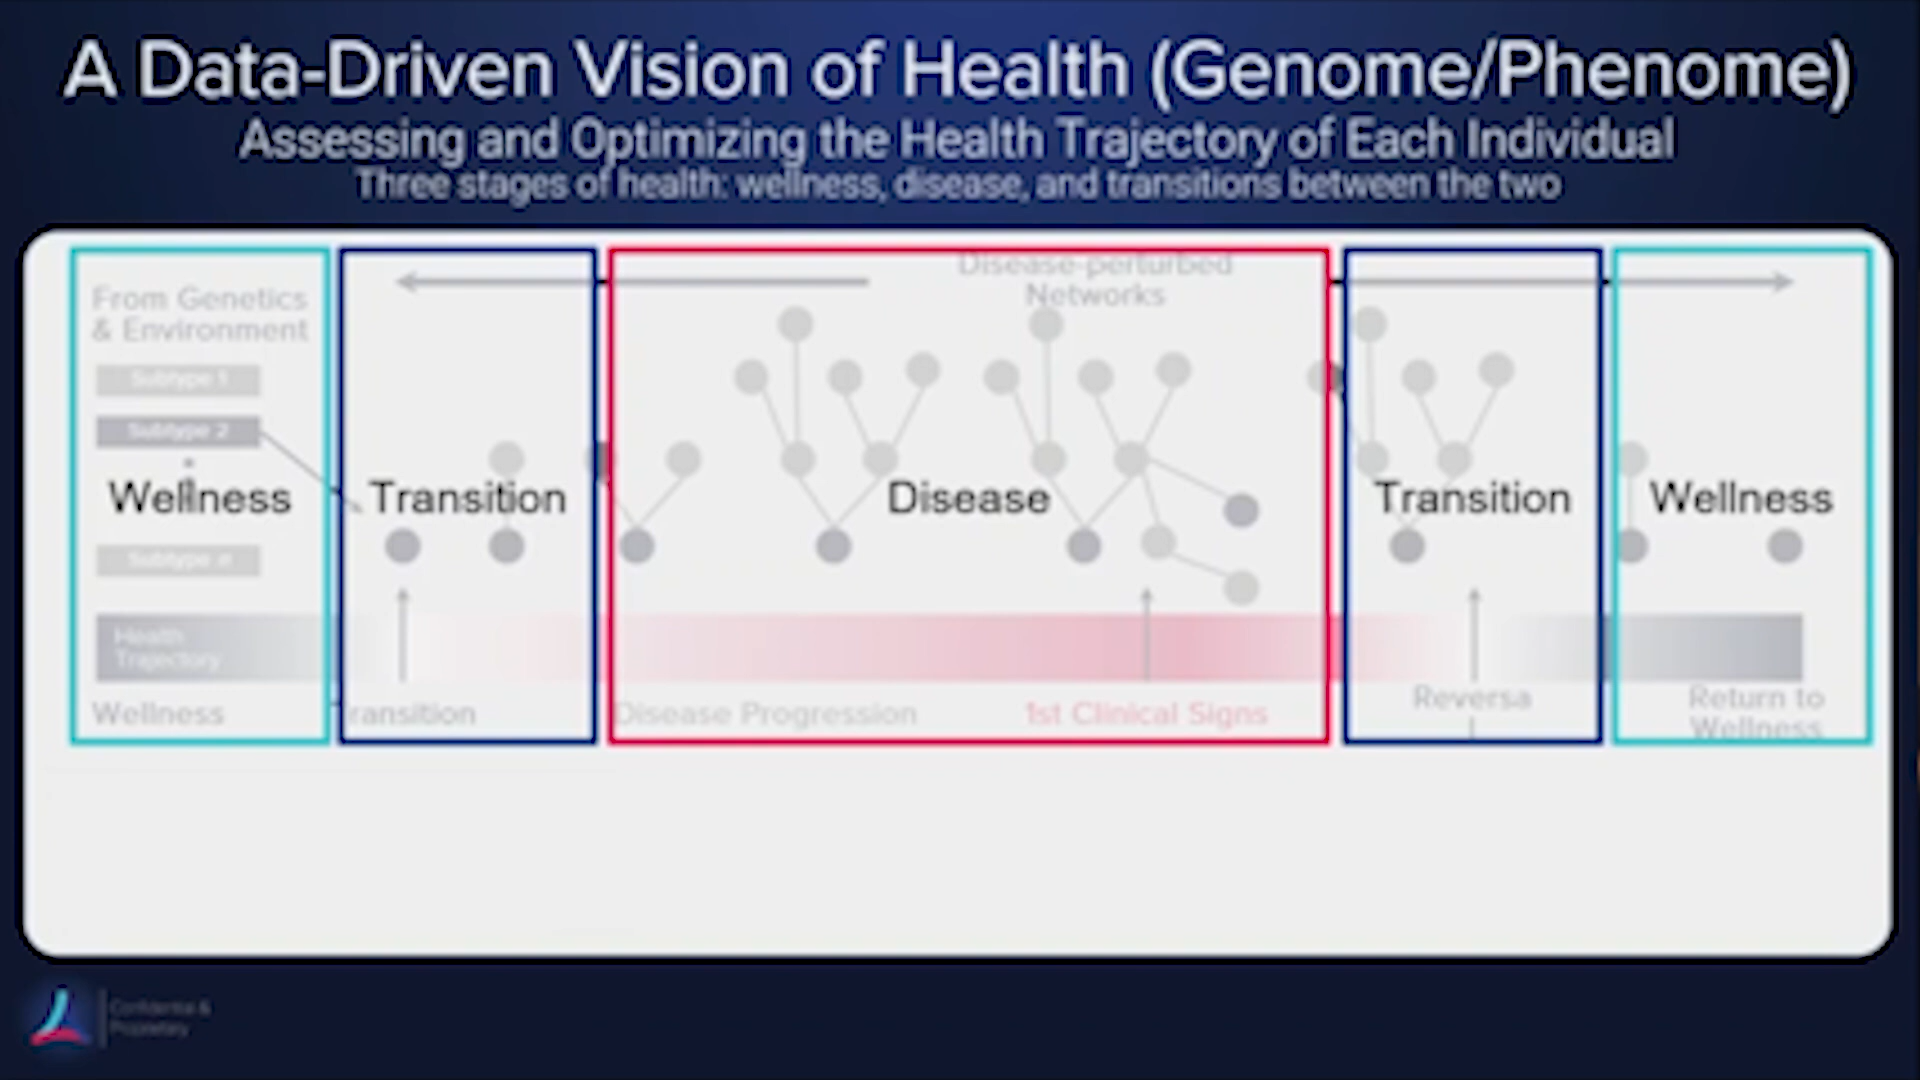 A Data-Driven Vision of Health (Genome/Phenome)
Assessing and Optimizing the Health Trajectory of Each Individual
Three stages of health: wellness, disease, and transitions between the two
Disease-perturbed
Networks
From Genetics
& Environment
Subtype 1
Subtype 2
Subtype n
Wellness
Transition
Disease
Transition
Wellness
Health
Trajectory
Wellness
Transition
Disease Progression
1st Clinical Signs
Reversa
l
Return to
Wellness
Confidential &
Proprietary